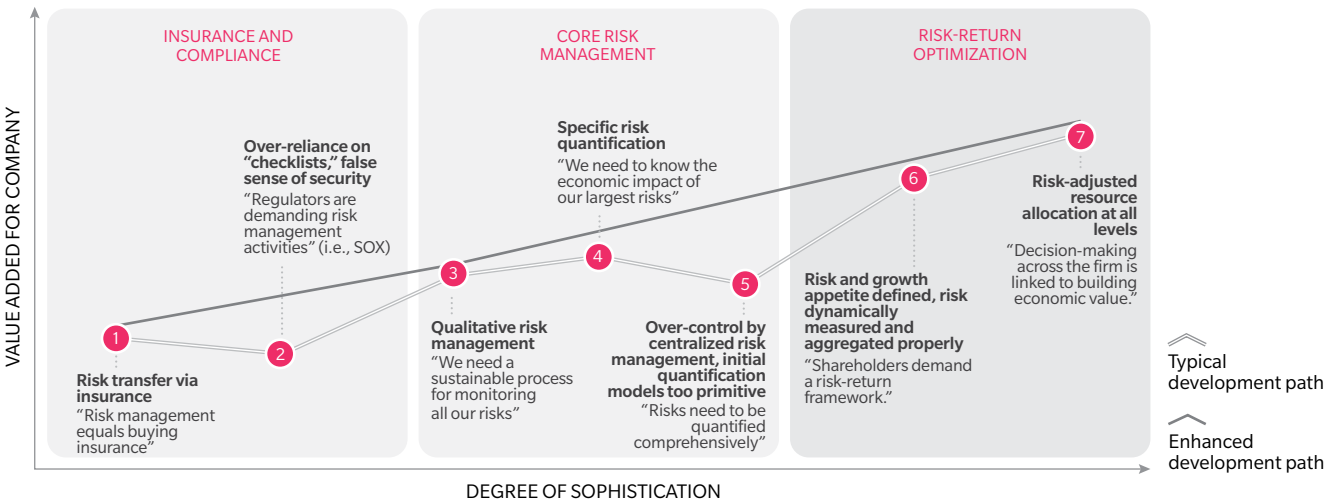 VALUE ADDED FOR COMPANY
INSURANCE AND
COMPLIANCE
CORE RISK
MANAGEMENT
RISK-RETURN
OPTIMIZATION
1
Risk transfer via
insurance
“Risk management
equals buying
insurance”
Over-reliance on
“checklists,” false
sense of security
“Regulators are
demanding risk
management
activities” (i.e., SOX)
2
3
Qualitative risk
management
“We need a
sustainable process
for monitoring
all our risks”
Specific risk
quantification
“We need to know the
economic impact of
our largest risks”
4
5
Over-control by
centralized risk
management, initial
quantification
models too primitive
“Risks need to be
quantified
comprehensively”
6
Risk and growth
appetite defined, risk
dynamically
measured and
aggregated properly
“Shareholders demand
a risk-return
framework.”
7
Risk-adjusted
resource
allocation at all
levels
“Decision-making
across the firm is
linked to building
economic value.”
Typical
development path
Enhanced
development path
DEGREE OF SOPHISTICATION